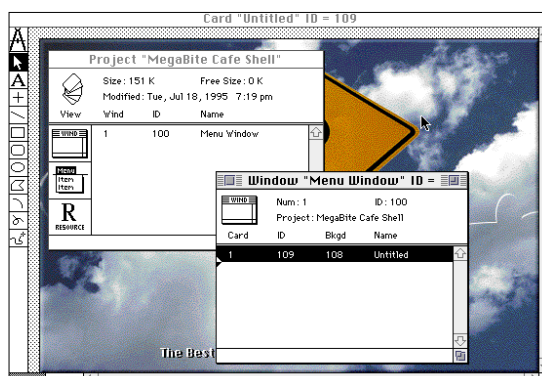 Card "Untitled" ID = 109
Project "MegaBite Cafe Shell"
Size: 151 K Free Size: 0 K
Modified: Tue, Jul 18, 1995 7:19 pm
View Wind ID Name
WIND 1 100 Menu Window
Menu
Item
Item
R
RESOURCE
A
A
Window "Menu Window" ID =
WIND Num: 1 ID: 100
Project: MegaBite Cafe Shell
Card ID Bkgd Name
1 109 108 Untitled
The Best